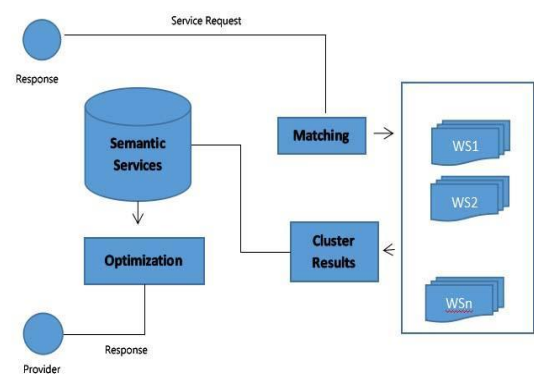 Service Request
Response
Semantic
Services
Matching
WS1
WS2
Cluster
Results
Optimization
WSn
Response
Provider